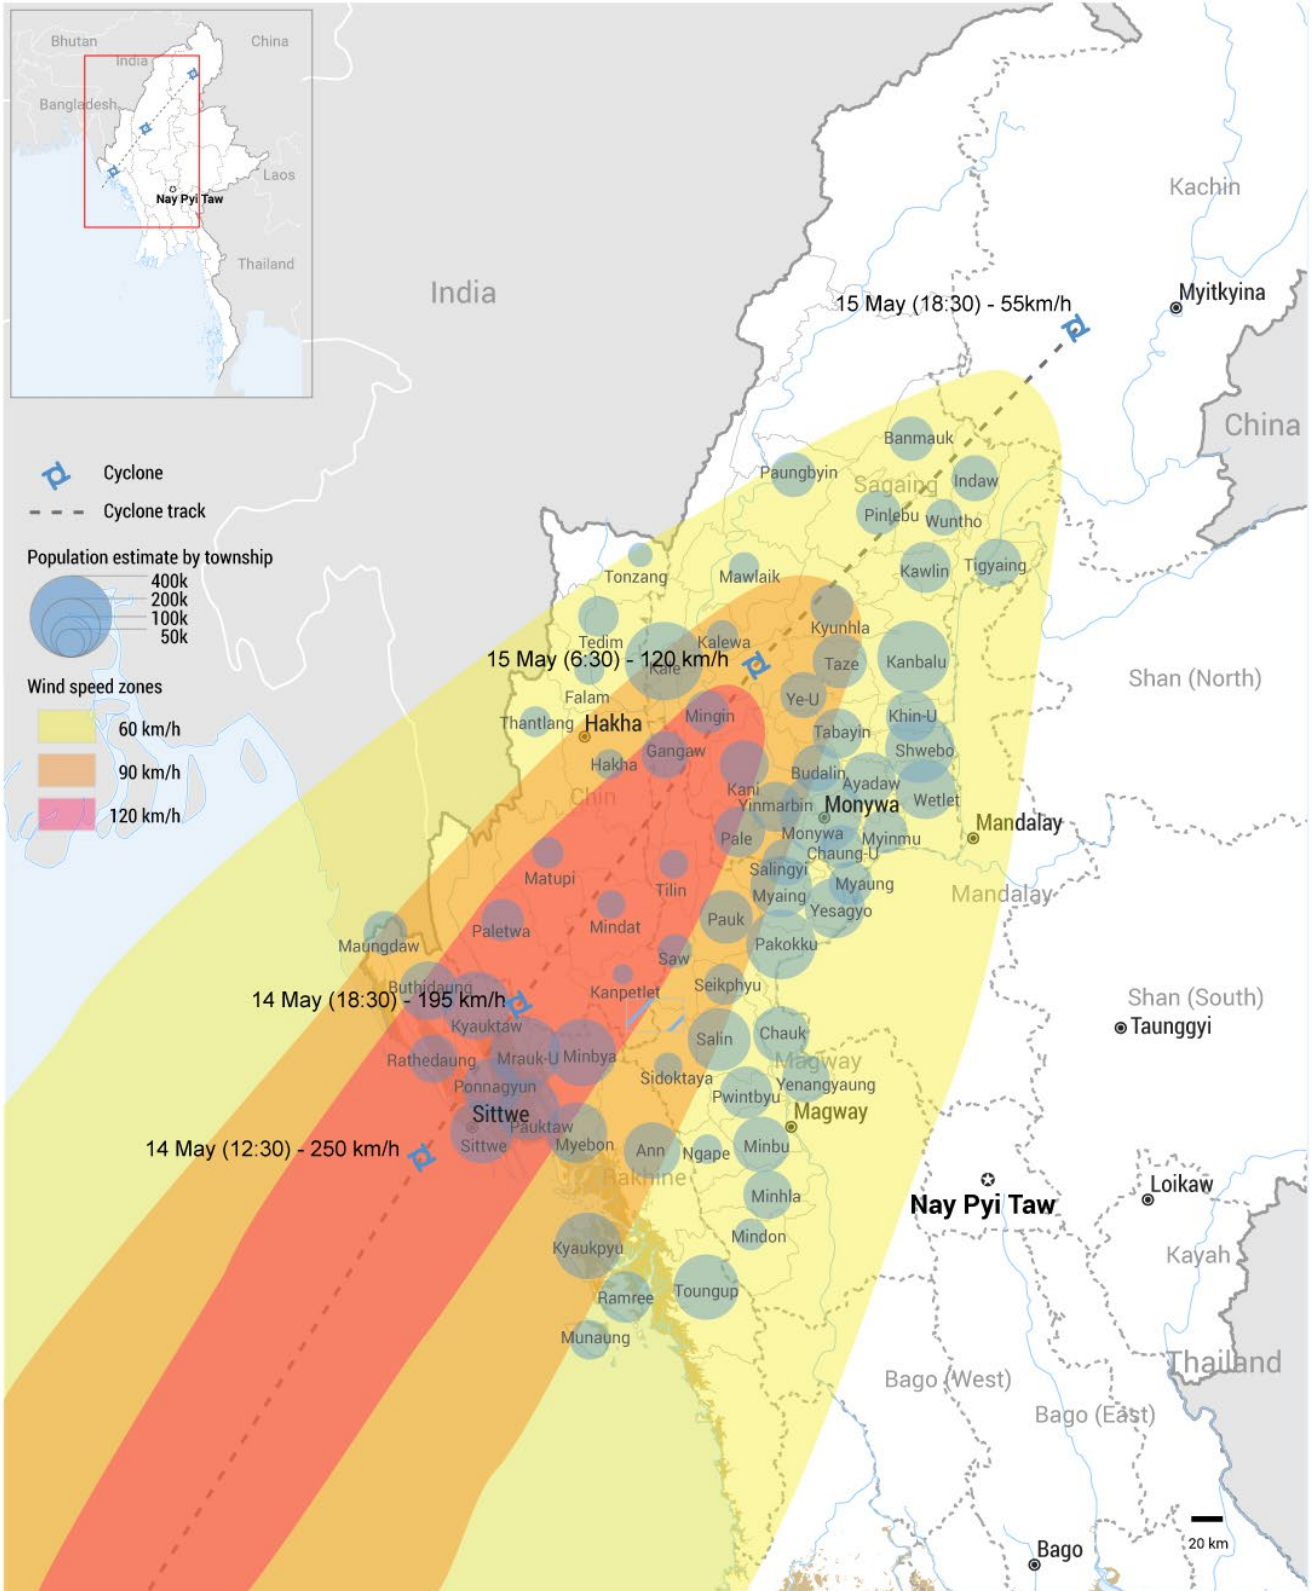 Bhutan
China
India
Bangladesh
Laos
Nay Pyi Taw
Thailand
Kachin
India
15 May (18:30) - 55km/h
Myitkyina
China
Cyclone
Cyclone track
Population estimate by township
400k
200k
100k
50k
Wind speed zones
60 km/h
90 km/h
120 km/h
Banmauk
Paungbyin
Sagaing
Indaw
Pinlebu
Wuntho
Tonzang
Mawlaik
Kawlin
Tigyaing
Tedim
Kalewa
Kyunhla
15 May (6:30) - 120 km/h
Kale
Taze
Kanbalu
Shan (North)
Falam
Ye-U
Thantlang
Hakha
Mingin
Khin-U
Tabayin
Hakha
Gangaw
Shwebo
Chin
Kani
Budalin
Ayadaw
Yinmarbin
Monywa
Wetlet
Mandalay
Pale
Monywa
Myinmu
Chaung-U
Matupi
Tilin
Salingyi
Myaung
Myaing
Mandalay
Yesagyo
Paletwa
Mindat
Pauk
Maungdaw
Pakokku
Saw
Buthidaung
Kanpetlet
Seikphyu
14 May (18:30) - 195 km/h
Shan (South)
Kyauktaw
Taunggyi
Salin
Chauk
Rathedaung
Mrauk-U
Minbya
Magway
Sidoktaya
Ponnagyun
Yenangyaung
Pwintbyu
Sittwe
Magway
Pauktaw
14 May (12:30) - 250 km/h
Sittwe
Myebon
Ann
Ngape
Minbu
Rakhine
Loikaw
Minhla
Nay Pyi Taw
Mindon
Kyaukpyu
Kayah
Ramree
Toungup
Munaung
Thailand
Bago (West)
Bago (East)
20 km
Bago